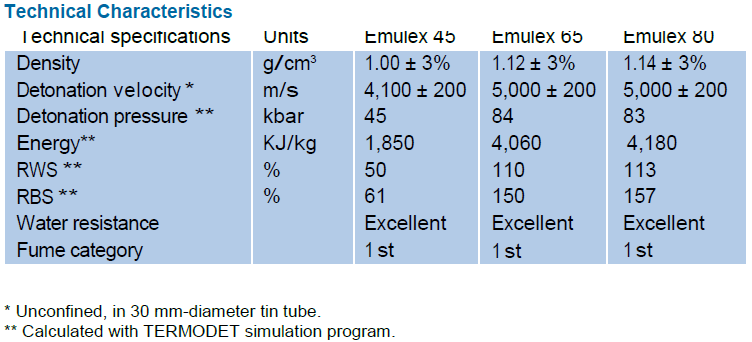 Technical Characteristics
Technical specifications Units Emulex 45 Emulex 65 Emulex 80
Density g/cm³ 1.00 ± 3% 1.12 ± 3% 1.14 ± 3%
Detonation velocity * m/s 4,100 ± 200 5,000 ± 200 5,000 ± 200
Detonation pressure ** kbar 45 84 83
Energy** KJ/kg 1,850 4,060 4,180
RWS ** % 50 110 113
RBS ** % 61 150 157
Water resistance Excellent Excellent Excellent
Fume category 1 st 1 st 1 st
* Unconfined, in 30 mm-diameter tin tube.
** Calculated with TERMODET simulation program.